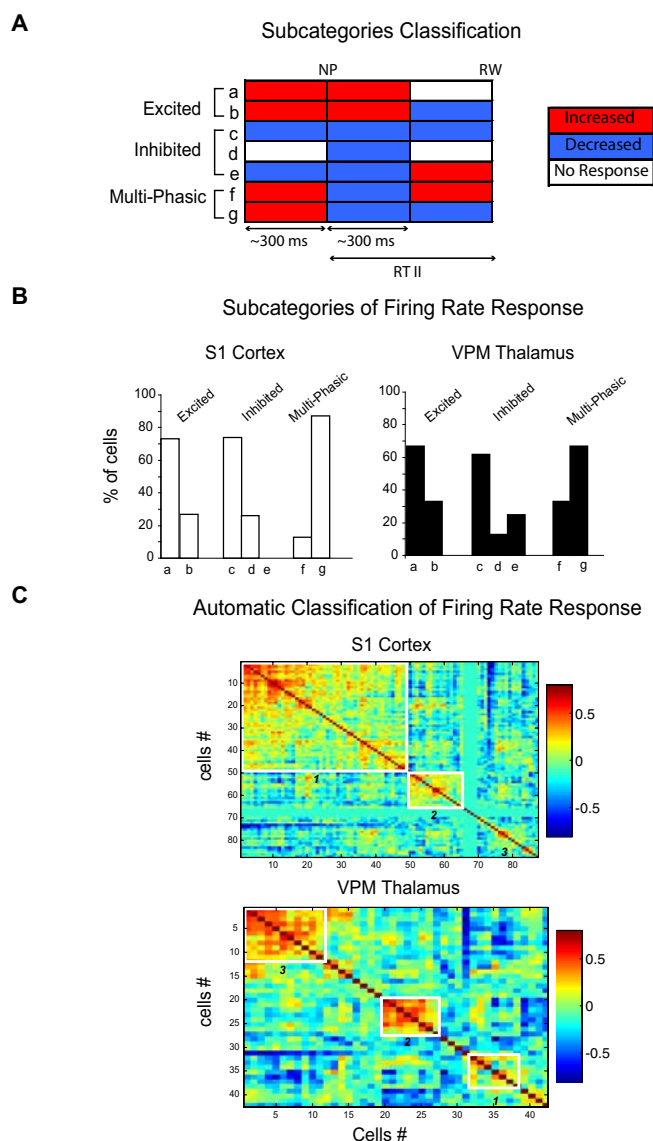 A
Subcategories Classification
NP RW
Excited
Inhibited
Multi-Phasic
a
b
c
d
e
f
g
Increased
Decreased
No Response
~300 ms ~300 ms
RT II
B
Subcategories of Firing Rate Response
S1 Cortex
% of cells
100
80
60
40
20
0
Excited
Inhibited
Multi-Phasic
a b c d e f g
VPM Thalamus
100
80
60
40
20
0
Excited
Inhibited
Multi-Phasic
a b c d e f g
C
Automatic Classification of Firing Rate Response
S1 Cortex
cells #
10
20
30
40
50
60
70
80
1
2
3
10 20 30 40 50 60 70 80
0.5
0
-0.5
VPM Thalamus
cells #
5
10
15
20
25
30
35
40
3
2
1
5 10 15 20 25 30 35 40
0.5
0
-0.5
Cells #